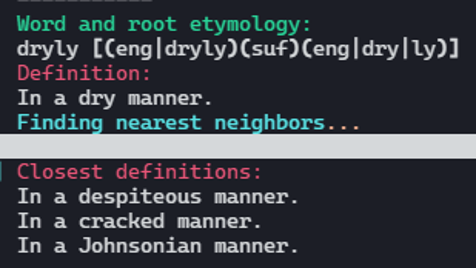 Word and root etymology:
dryly [(eng|dryly)(suf)(eng|dry|ly)]
Definition:
In a dry manner.
Finding nearest neighbors...
Closest definitions:
In a despiteous manner.
In a cracked manner.
In a Johnsonian manner.